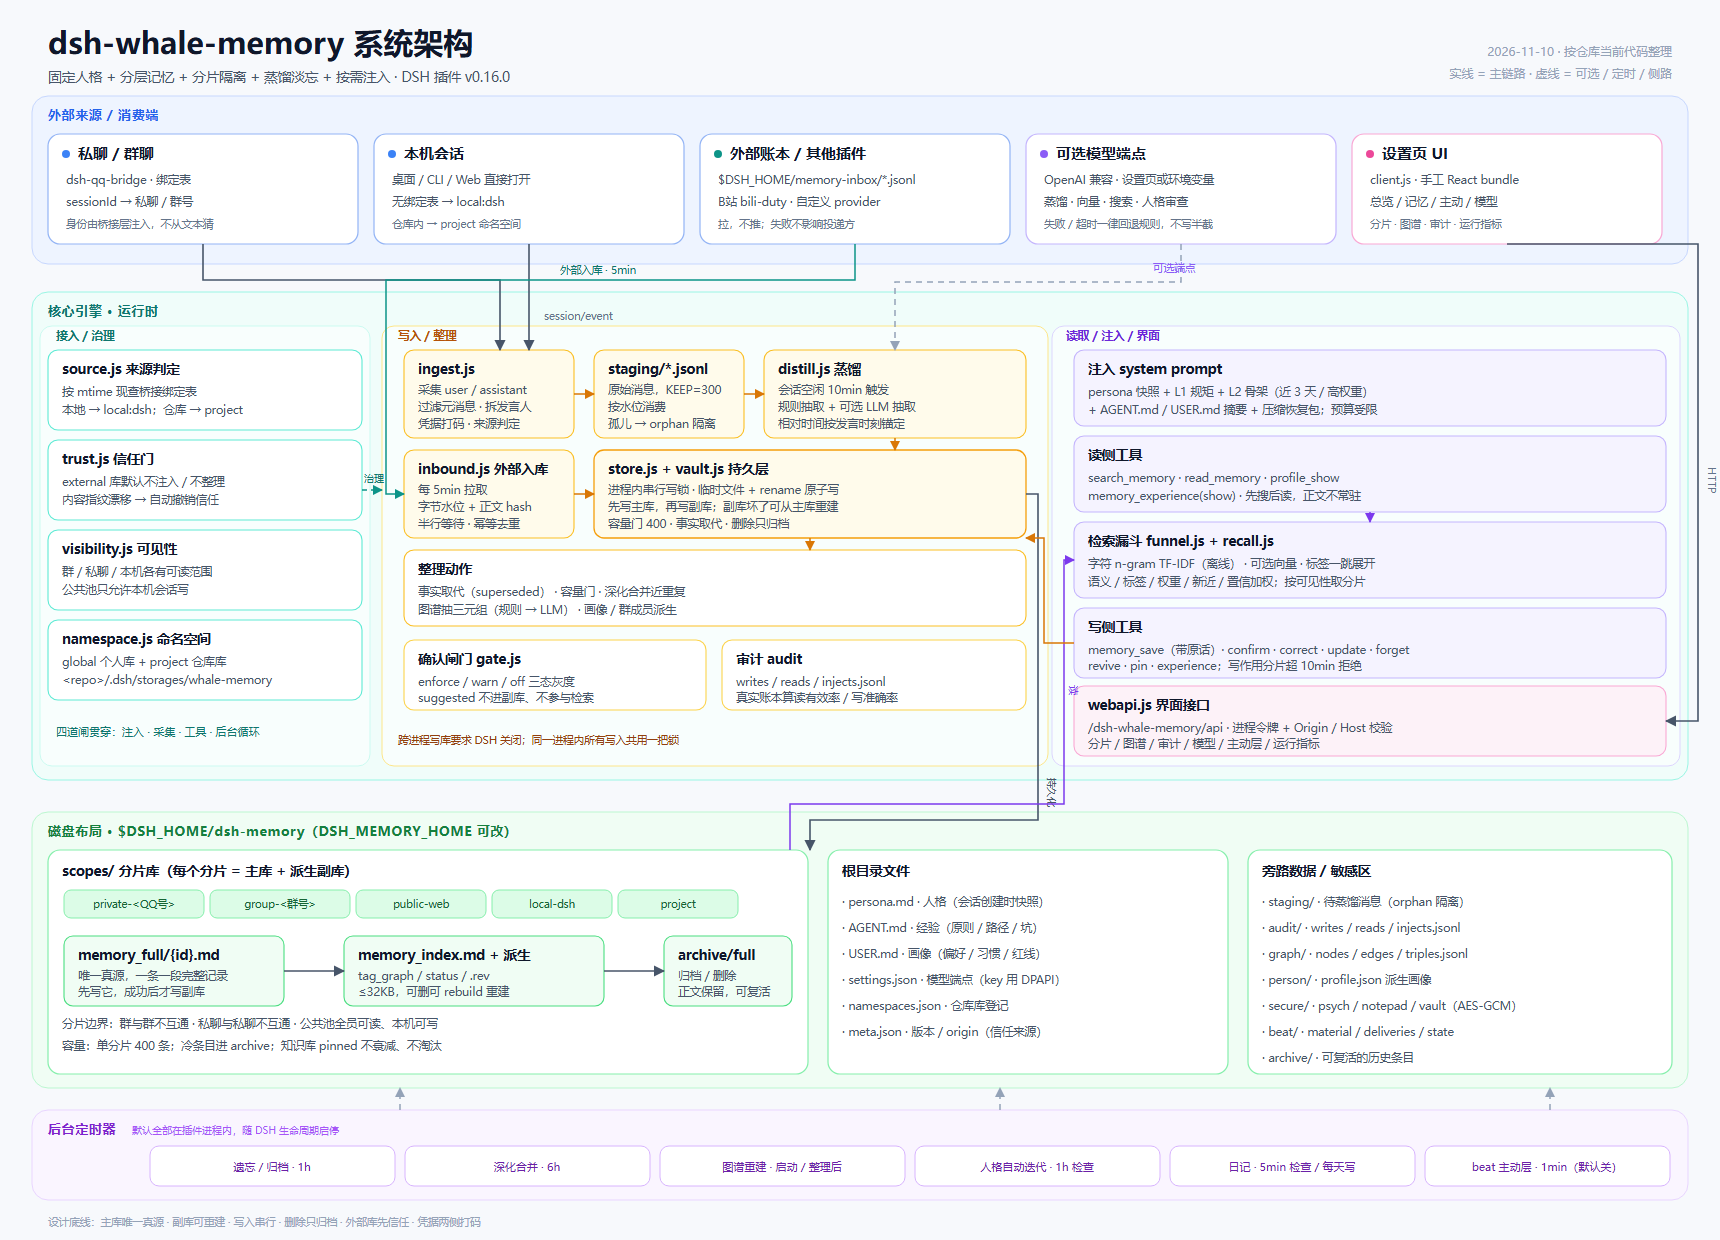 dsh-whale-memory 系统架构
固定人格 + 分层记忆 + 分片隔离 + 蒸馏淡忘 + 按需注入 · DSH 插件 v0.16.0
2026-11-10 · 按仓库当前代码整理
实线 = 主链路 · 虚线 = 可选 / 定时 / 侧路
外部来源 / 消费端
私聊 / 群聊
dsh-qq-bridge · 绑定表
sessionId → 私聊 / 群号
身份由桥接层注入，不从文本猜
本机会话
桌面 / CLI / Web 直接打开
无绑定表 → local:dsh
仓库内 → project 命名空间
外部账本 / 其他插件
$DSH_HOME/memory-inbox/*.jsonl
B站 bili-duty · 自定义 provider
拉，不推；失败不影响投递方
可选模型端点
OpenAI 兼容 · 设置页或环境变量
蒸馏 · 向量 · 搜索 · 人格审查
失败 / 超时一律回退规则，不写半截
设置页 UI
client.js · 手工 React bundle
总览 / 记忆 / 主动 / 模型
分片 · 图谱 · 审计 · 运行指标
外部入库 · 5min
可选端点
session/event
HTTP
核心引擎 • 运行时
接入 / 治理
source.js 来源判定
按 mtime 现查桥接绑定表
本地 → local:dsh；仓库 → project
trust.js 信任门
external 库默认不注入 / 不整理
内容指纹漂移 → 自动撤销信任
visibility.js 可见性
群 / 私聊 / 本机各有可读范围
公共池只允许本机会话写
namespace.js 命名空间
global 个人库 + project 仓库库
<repo>/.dsh/storages/whale-memory
四道闸贯穿：注入 · 采集 · 工具 · 后台循环
治理
写入 / 整理
ingest.js
采集 user / assistant
过滤元消息 · 拆发言人
凭据打码 · 来源判定
staging/*.jsonl
原始消息，KEEP=300
按水位消费
孤儿 → orphan 隔离
distill.js 蒸馏
会话空闲 10min 触发
规则抽取 + 可选 LLM 抽取
相对时间按发言时刻锚定
inbound.js 外部入库
每 5min 拉取
字节水位 + 正文 hash
半行等待 · 幂等去重
store.js + vault.js 持久层
进程内串行写锁 · 临时文件 + rename 原子写
先写主库，再写副库；副库坏了可从主库重建
容量门 400 · 事实取代 · 删除只归档
整理动作
事实取代（superseded）· 容量门 · 深化合并近重复
图谱抽三元组（规则 → LLM）· 画像 / 群成员派生
确认闸门 gate.js
enforce / warn / off 三态灰度
suggested 不进副库、不参与检索
审计 audit
writes / reads / injects.jsonl
真实账本算读有效率 / 写准确率
跨进程写库要求 DSH 关闭；同一进程内所有写入共用一把锁
读取 / 注入 / 界面
注入 system prompt
persona 快照 + L1 规矩 + L2 骨架（近 3 天 / 高权重）
+ AGENT.md / USER.md 摘要 + 压缩恢复包；预算受限
读侧工具
search_memory · read_memory · profile_show
memory_experience(show) · 先搜后读，正文不常驻
检索漏斗 funnel.js + recall.js
字符 n-gram TF-IDF（离线）· 可选向量 · 标签一跳展开
语义 / 标签 / 权重 / 新近 / 置信加权；按可见性取分片
写侧工具
memory_save（带原话）· confirm · correct · update · forget
revive · pin · experience；写作用分片超 10min 拒绝
webapi.js 界面接口
/dsh-whale-memory/api · 进程令牌 + Origin / Host 校验
分片 / 图谱 / 审计 / 模型 / 主动层 / 运行指标
持久化
磁盘布局 • $DSH_HOME/dsh-memory（DSH_MEMORY_HOME 可改）
scopes/ 分片库（每个分片 = 主库 + 派生副库）
private-<QQ号>
group-<群号>
public-web
local-dsh
project
memory_full/{id}.md
唯一真源，一条一段完整记录
先写它，成功后才写副库
memory_index.md + 派生
tag_graph / status / .rev
≤32KB，可删可 rebuild 重建
archive/full
归档 / 删除
正文保留，可复活
分片边界：群与群不互通 · 私聊与私聊不互通 · 公共池全员可读、本机可写
容量：单分片 400 条；冷条目进 archive；知识库 pinned 不衰减、不淘汰
根目录文件
· persona.md · 人格（会话创建时快照）
· AGENT.md · 经验（原则 / 路径 / 坑）
· USER.md · 画像（偏好 / 习惯 / 红线）
· settings.json · 模型端点（key 用 DPAPI）
· namespaces.json · 仓库库登记
· meta.json · 版本 / origin（信任来源）
旁路数据 / 敏感区
· staging/ · 待蒸馏消息（orphan 隔离）
· audit/ · writes / reads / injects.jsonl
· graph/ · nodes / edges / triples.jsonl
· person/ · profile.json 派生画像
· secure/ · psych / notepad / vault（AES-GCM）
· beat/ · material / deliveries / state
· archive/ · 可复活的历史条目
后台定时器
默认全部在插件进程内，随 DSH 生命周期启停
遗忘 / 归档 · 1h
深化合并 · 6h
图谱重建 · 启动 / 整理后
人格自动迭代 · 1h 检查
日记 · 5min 检查 / 每天写
beat 主动层 · 1min（默认关）
设计底线：主库唯一真源 · 副库可重建 · 写入串行 · 删除只归档 · 外部库先信任 · 凭据两侧打码